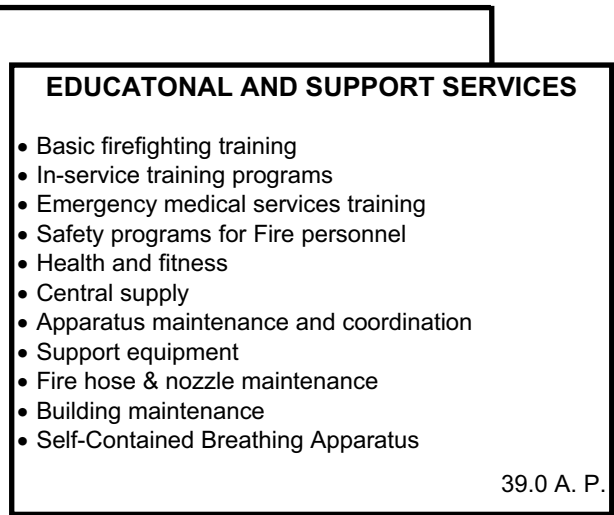 EDUCATONAL AND SUPPORT SERVICES
• Basic firefighting training
• In-service training programs
• Emergency medical services training
• Safety programs for Fire personnel
• Health and fitness
• Central supply
• Apparatus maintenance and coordination
• Support equipment
• Fire hose & nozzle maintenance
• Building maintenance
• Self-Contained Breathing Apparatus
39.0 A. P.